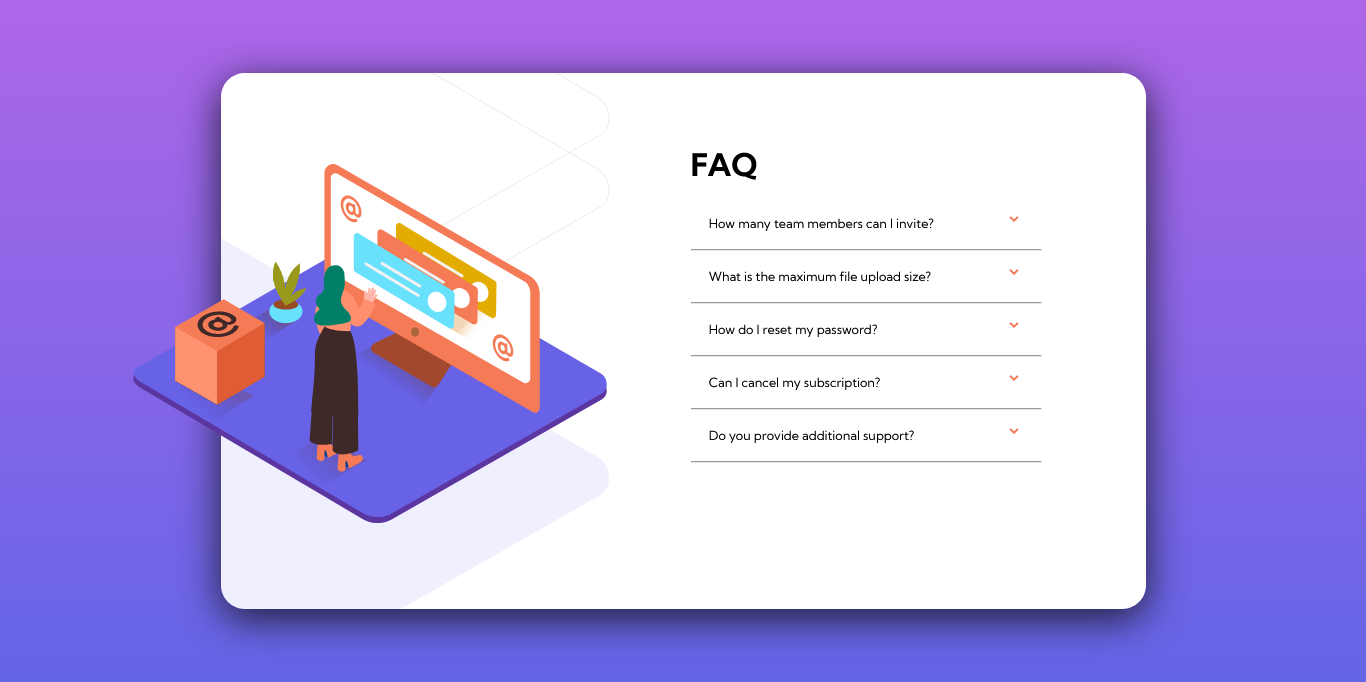 @
@
@
FAQ
How many team members can I invite?
What is the maximum file upload size?
How do I reset my password?
Can I cancel my subscription?
Do you provide additional support?